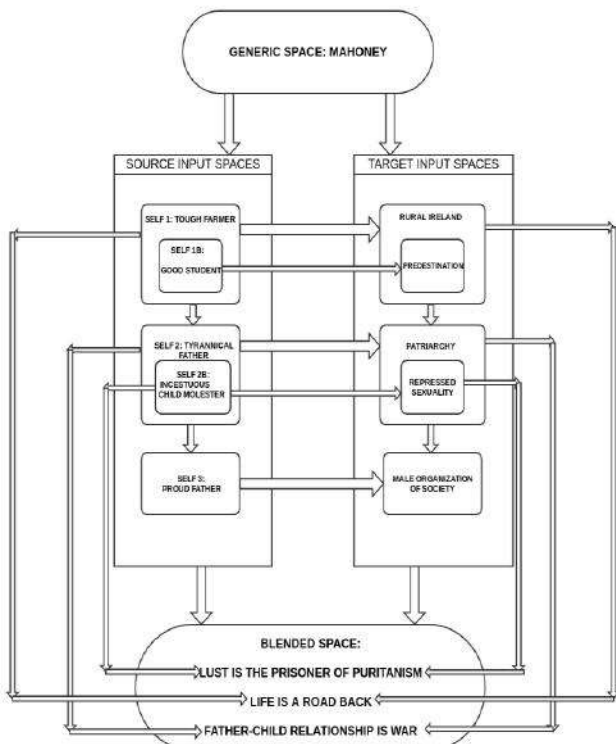 GENERIC SPACE: MAHONEY
SOURCE INPUT SPACES
TARGET INPUT SPACES
SELF 1: TOUGH FARMER
RURAL IRELAND
SELF 1B:
GOOD STUDENT
PREDESTINATION
SELF 2: TYRANNICAL
FATHER
PATRIARCHY
SELF 2B:
INCESTUOUS
CHILD MOLESTER
REPRESSED
SEXUALITY
SELF 3:
PROUD FATHER
MALE ORGANIZATION
OF SOCIETY
BLENDED SPACE:
LUST IS THE PRISONER OF PURITANISM
LIFE IS A ROAD BACK
FATHER-CHILD RELATIONSHIP IS WAR